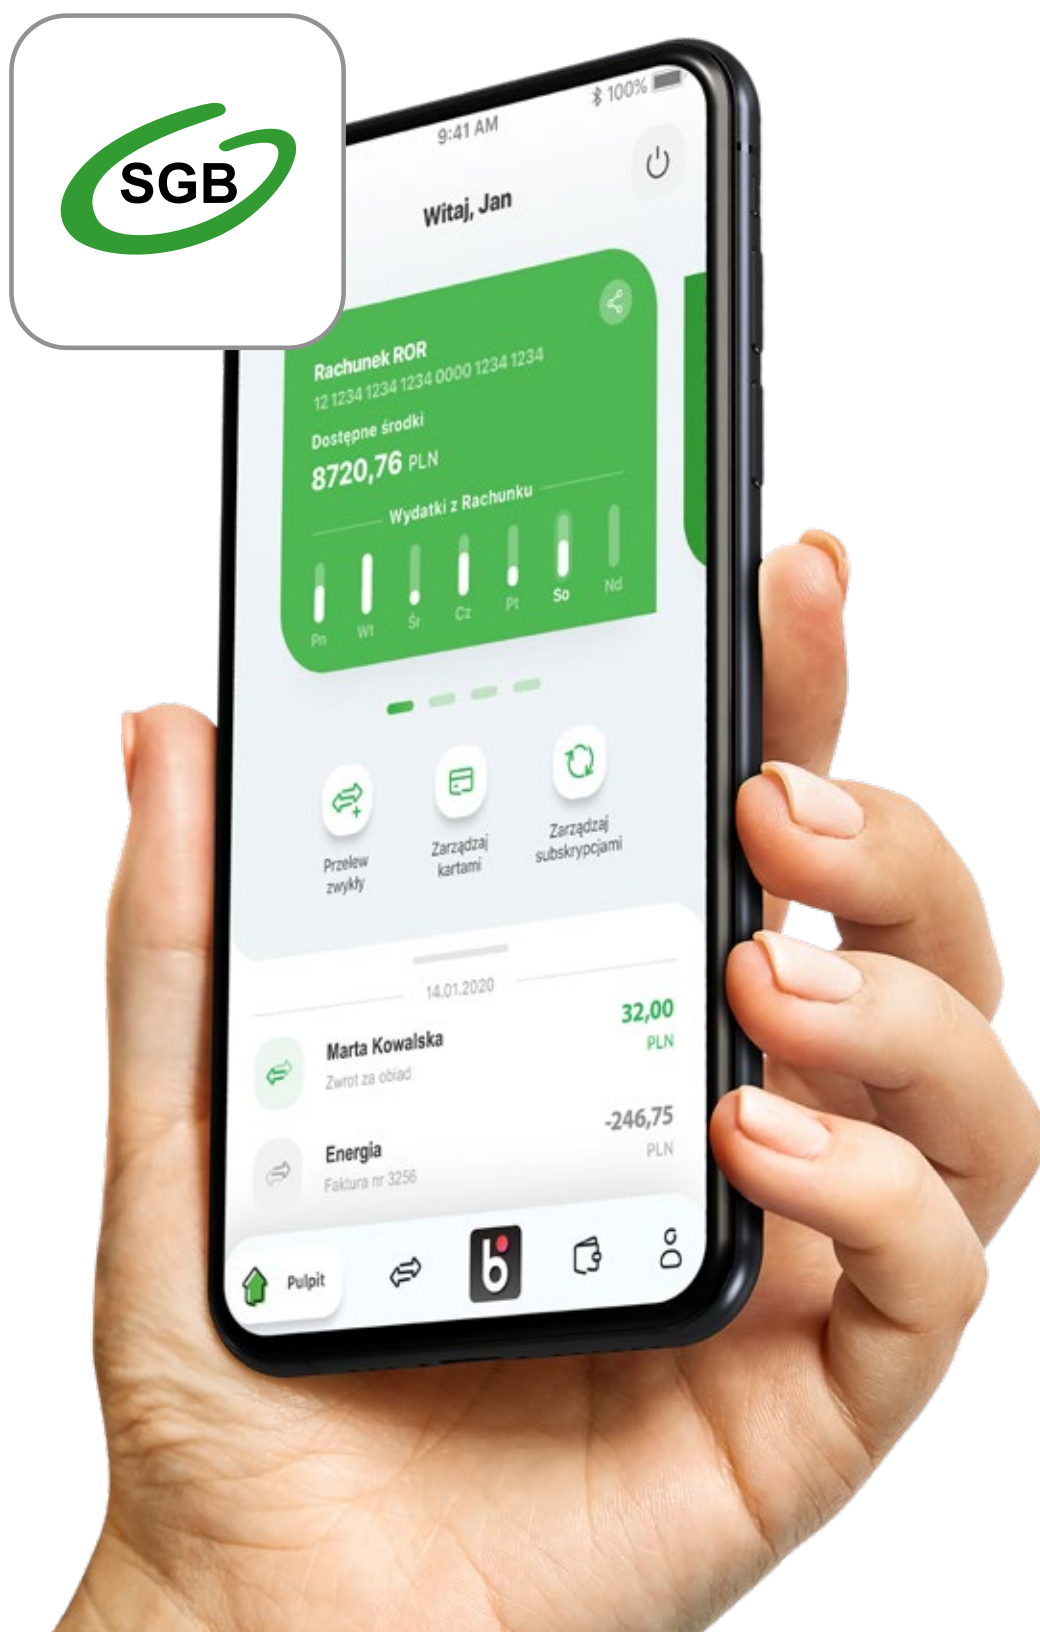 SGB
9:41 AM
100%
Witaj, Jan
Rachunek ROR
12 1234 1234 1234 0000 1234 1234
Dostępne środki
8720,76 PLN
Wydatki z Rachunku
Pn Wt Śr Cz Pt So Nd
Przelew
zwykły
Zarządzaj
kartami
Zarządzaj
subskrypcjami
14.01.2020
Marta Kowalska
32,00
Zwrot za obiad
PLN
Energia
-246,75
Faktura nr 3256
PLN
Pulpit
b